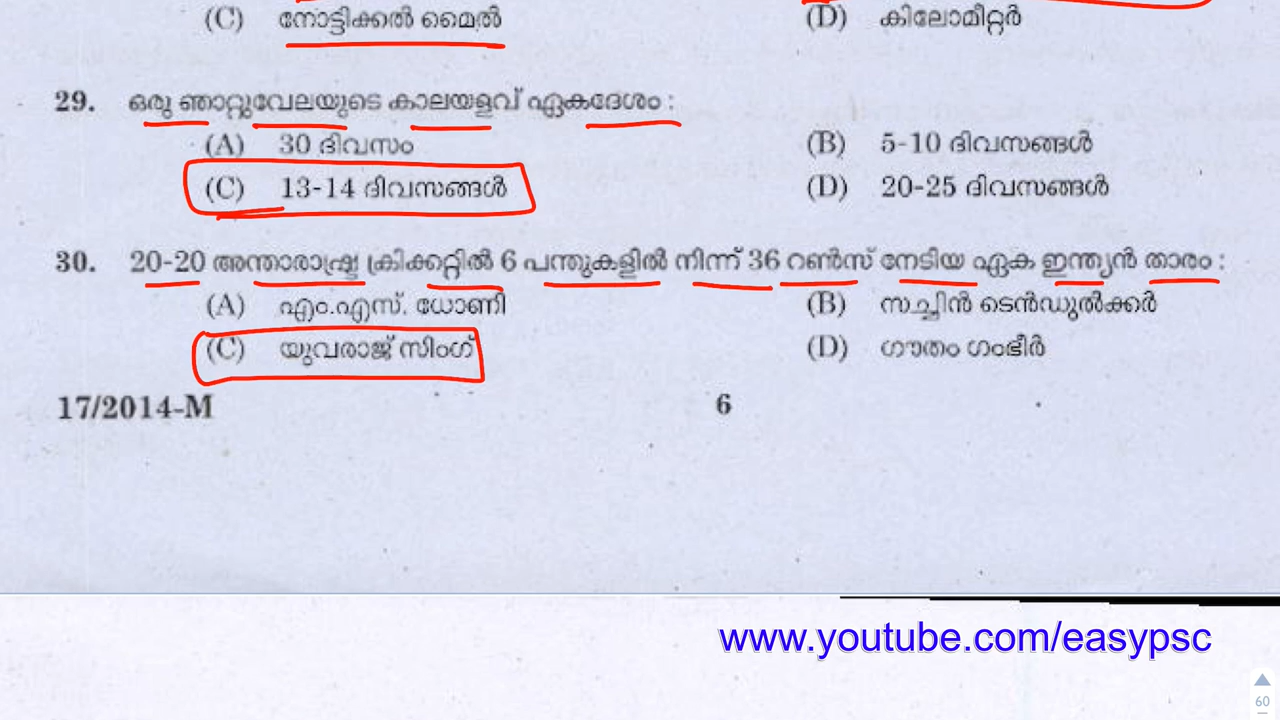 (C) നോട്ടിക്കൽ മൈൽ (D) കിലോമീറ്റർ
29. ഒരു ഞാറ്റുവേലയുടെ കാലയളവ് ഏകദേശം :
(A) 30 ദിവസം (B) 5-10 ദിവസങ്ങൾ
(C) 13-14 ദിവസങ്ങൾ (D) 20-25 ദിവസങ്ങൾ
30. 20-20 അന്താരാഷ്ട്ര ക്രിക്കറ്റിൽ 6 പന്തുകളിൽ നിന്ന് 36 റൺസ് നേടിയ ഏക ഇന്ത്യൻ താരം :
(A) എം.എസ്. ധോണി (B) സച്ചിൻ ടെൻഡുൽക്കർ
(C) യുവരാജ് സിംഗ് (D) ഗൗതം ഗംഭീർ
17/2014-M 6
www.youtube.com/easypsc
60